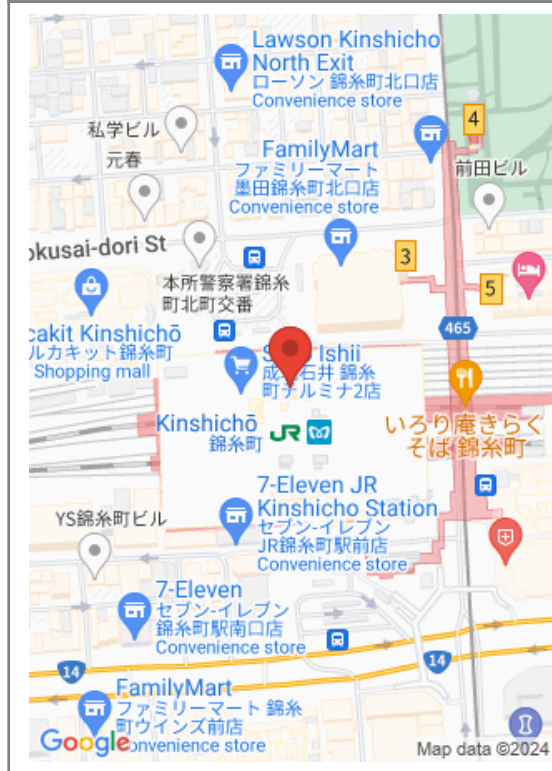 Lawson Kinshicho
North Exit
ローソン 錦糸町北口店
Convenience store
4
私学ビル
元春
FamilyMart
ファミリーマート
墨田錦糸町北口店
Convenience store
前田ビル
okusai-dori St
3
5
本所警察署錦糸
町北町交番
465
cakit Kinshichō
ルカキット錦糸町
Shopping mall
Ishii
石井 錦糸
町テルミナ2店
Kinshichō
錦糸町
JR
いろり庵きらく
そば 錦糸町
7-Eleven JR
Kinshicho Station
セブン-イレブン
JR錦糸町駅前店
Convenience store
YS錦糸町ビル
7-Eleven
セブン-イレブン
錦糸町駅南口店
Convenience store
14
14
FamilyMart
ファミリーマート 錦糸
町ウインズ前店
onvenience store
Google
Map data ©2024